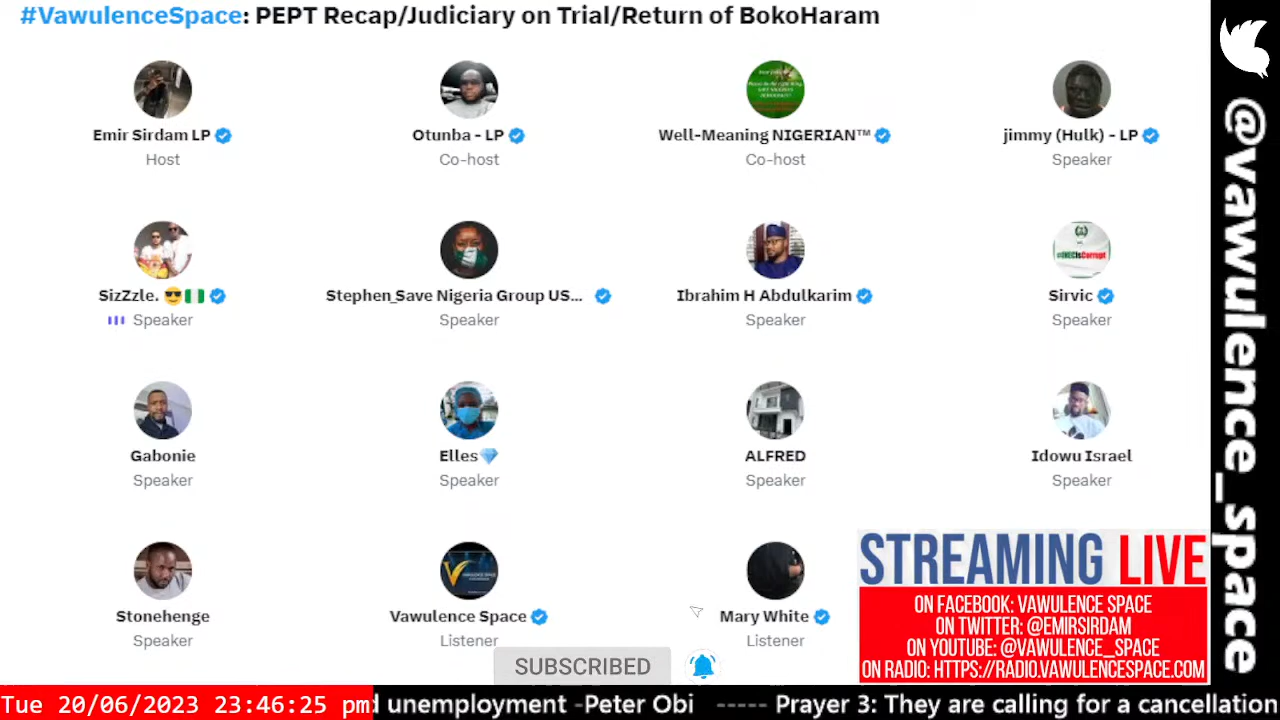 #VawulenceSpace: PEPT Recap/Judiciary on Trial/Return of BokoHaram
Emir Sirdam LP
Host
Otunba - LP
Co-host
Well-Meaning NIGERIAN™
Co-host
jimmy (Hulk) - LP
Speaker
SizZzle. 😎🇳🇬
Speaker
Stephen_Save Nigeria Group US...
Speaker
Ibrahim H Abdulkarim
Speaker
#INECIsCorrupt
Sirvic
Speaker
Gabonie
Speaker
Elles💎
Speaker
ALFRED
Speaker
Idowu Israel
Speaker
Stonehenge
Speaker
Vawulence Space
Listener
Mary White
Listener
SUBSCRIBED
STREAMING LIVE
ON FACEBOOK: VAWULENCE SPACE
ON TWITTER: @EMIRSIRDAM
ON YOUTUBE: @VAWULENCE_SPACE
ON RADIO: HTTPS://RADIO.VAWULENCESPACE.COM
@vawulence_space
Tue 20/06/2023 23:46:25 pm
unemployment -Peter Obi ----- Prayer 3: They are calling for a cancellation